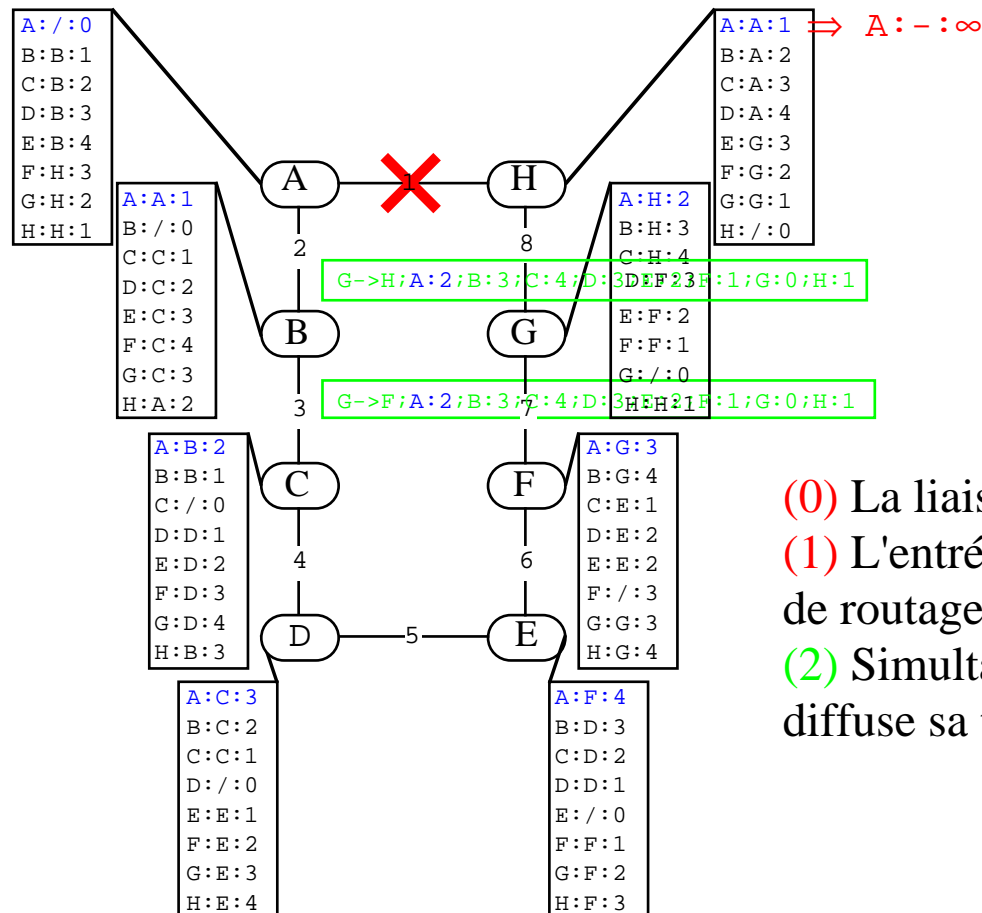 A:/:0
B:B:1
C:B:2
D:B:3
E:B:4
F:H:3
G:H:2
H:H:1
A:A:1 ⇒ A:-:∞
B:A:2
C:A:3
D:A:4
E:G:3
F:G:2
G:G:1
H:/:0
A
1
H
A:A:1
B:/:0
C:C:1
D:C:2
E:C:3
F:C:4
G:C:3
H:A:2
A:H:2
B:H:3
C:H:4
D:F:3
E:F:2
F:F:1
G:/:0
H:H:1
2
8
G->H;A:2;B:3;C:4;D:3;E:2;F:1;G:0;H:1
B
G
3
7
G->F;A:2;B:3;C:4;D:3;E:2;F:1;G:0;H:1
A:B:2
B:B:1
C:/:0
D:D:1
E:D:2
F:D:3
G:D:4
H:B:3
C
F
A:G:3
B:G:4
C:E:1
D:E:2
E:E:2
F:/:3
G:G:3
H:G:4
4
6
D
5
E
A:C:3
B:C:2
C:C:1
D:/:0
E:E:1
F:E:2
G:E:3
H:E:4
A:F:4
B:D:3
C:D:2
D:D:1
E:/:0
F:F:1
G:F:2
H:F:3
(0) La liais
(1) L'entré
de routage
(2) Simulta
diffuse sa